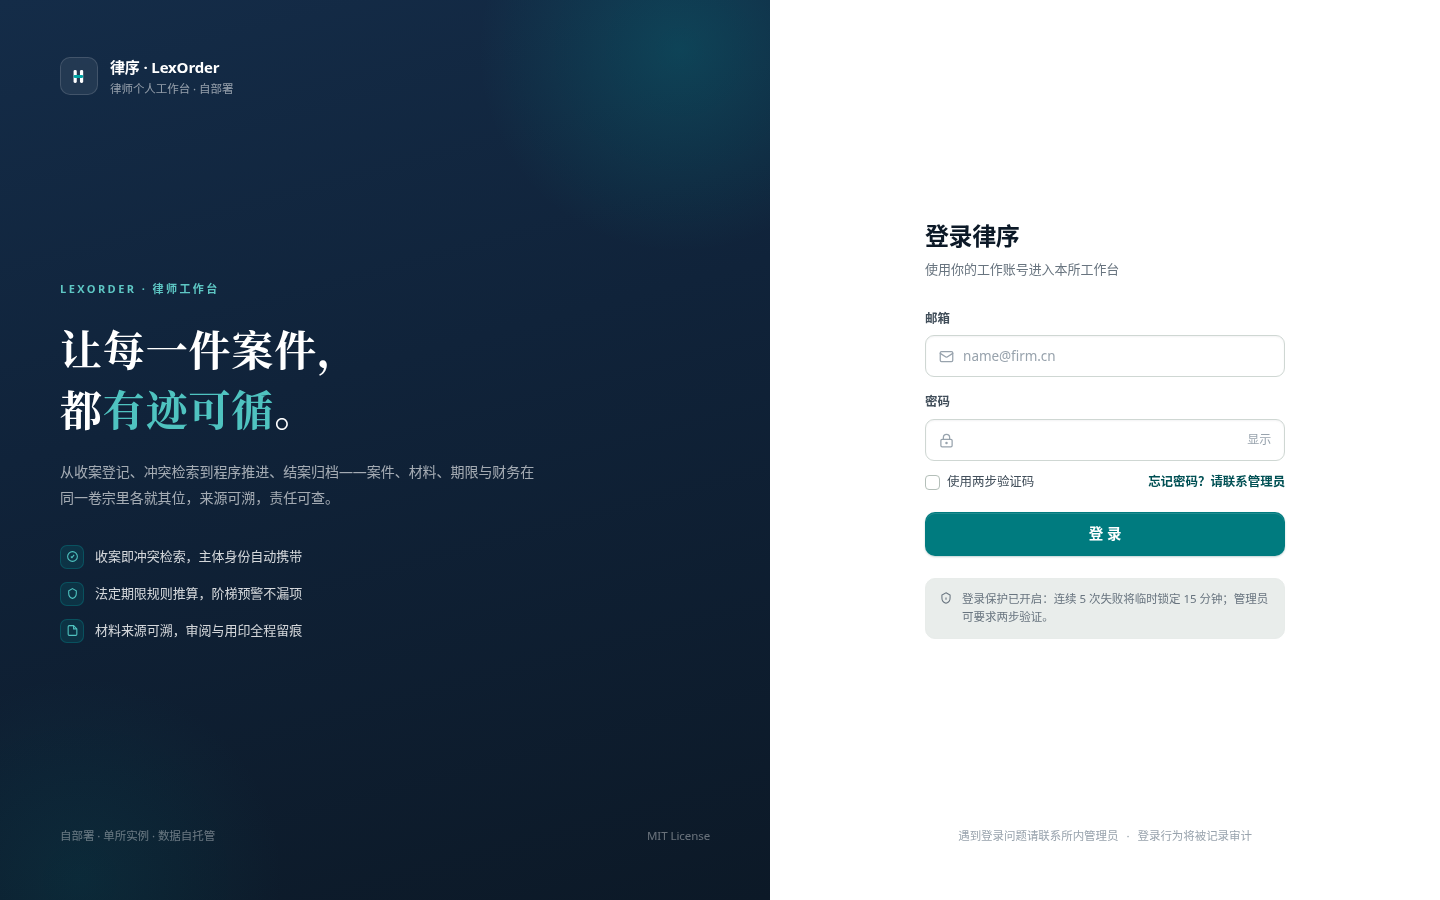 律序 · LexOrder
律师个人工作台 · 自部署
LEXORDER · 律师工作台
让每一件案件，
都有迹可循。
从收案登记、冲突检索到程序推进、结案归档——案件、材料、期限与财务在
同一卷宗里各就其位，来源可溯，责任可查。
收案即冲突检索，主体身份自动携带
法定期限规则推算，阶梯预警不漏项
材料来源可溯，审阅与用印全程留痕
自部署 · 单所实例 · 数据自托管
MIT License
登录律序
使用你的工作账号进入本所工作台
邮箱
name@firm.cn
密码
显示
使用两步验证码
忘记密码？请联系管理员
登 录
登录保护已开启：连续 5 次失败将临时锁定 15 分钟；管理员
可要求两步验证。
遇到登录问题请联系所内管理员 · 登录行为将被记录审计